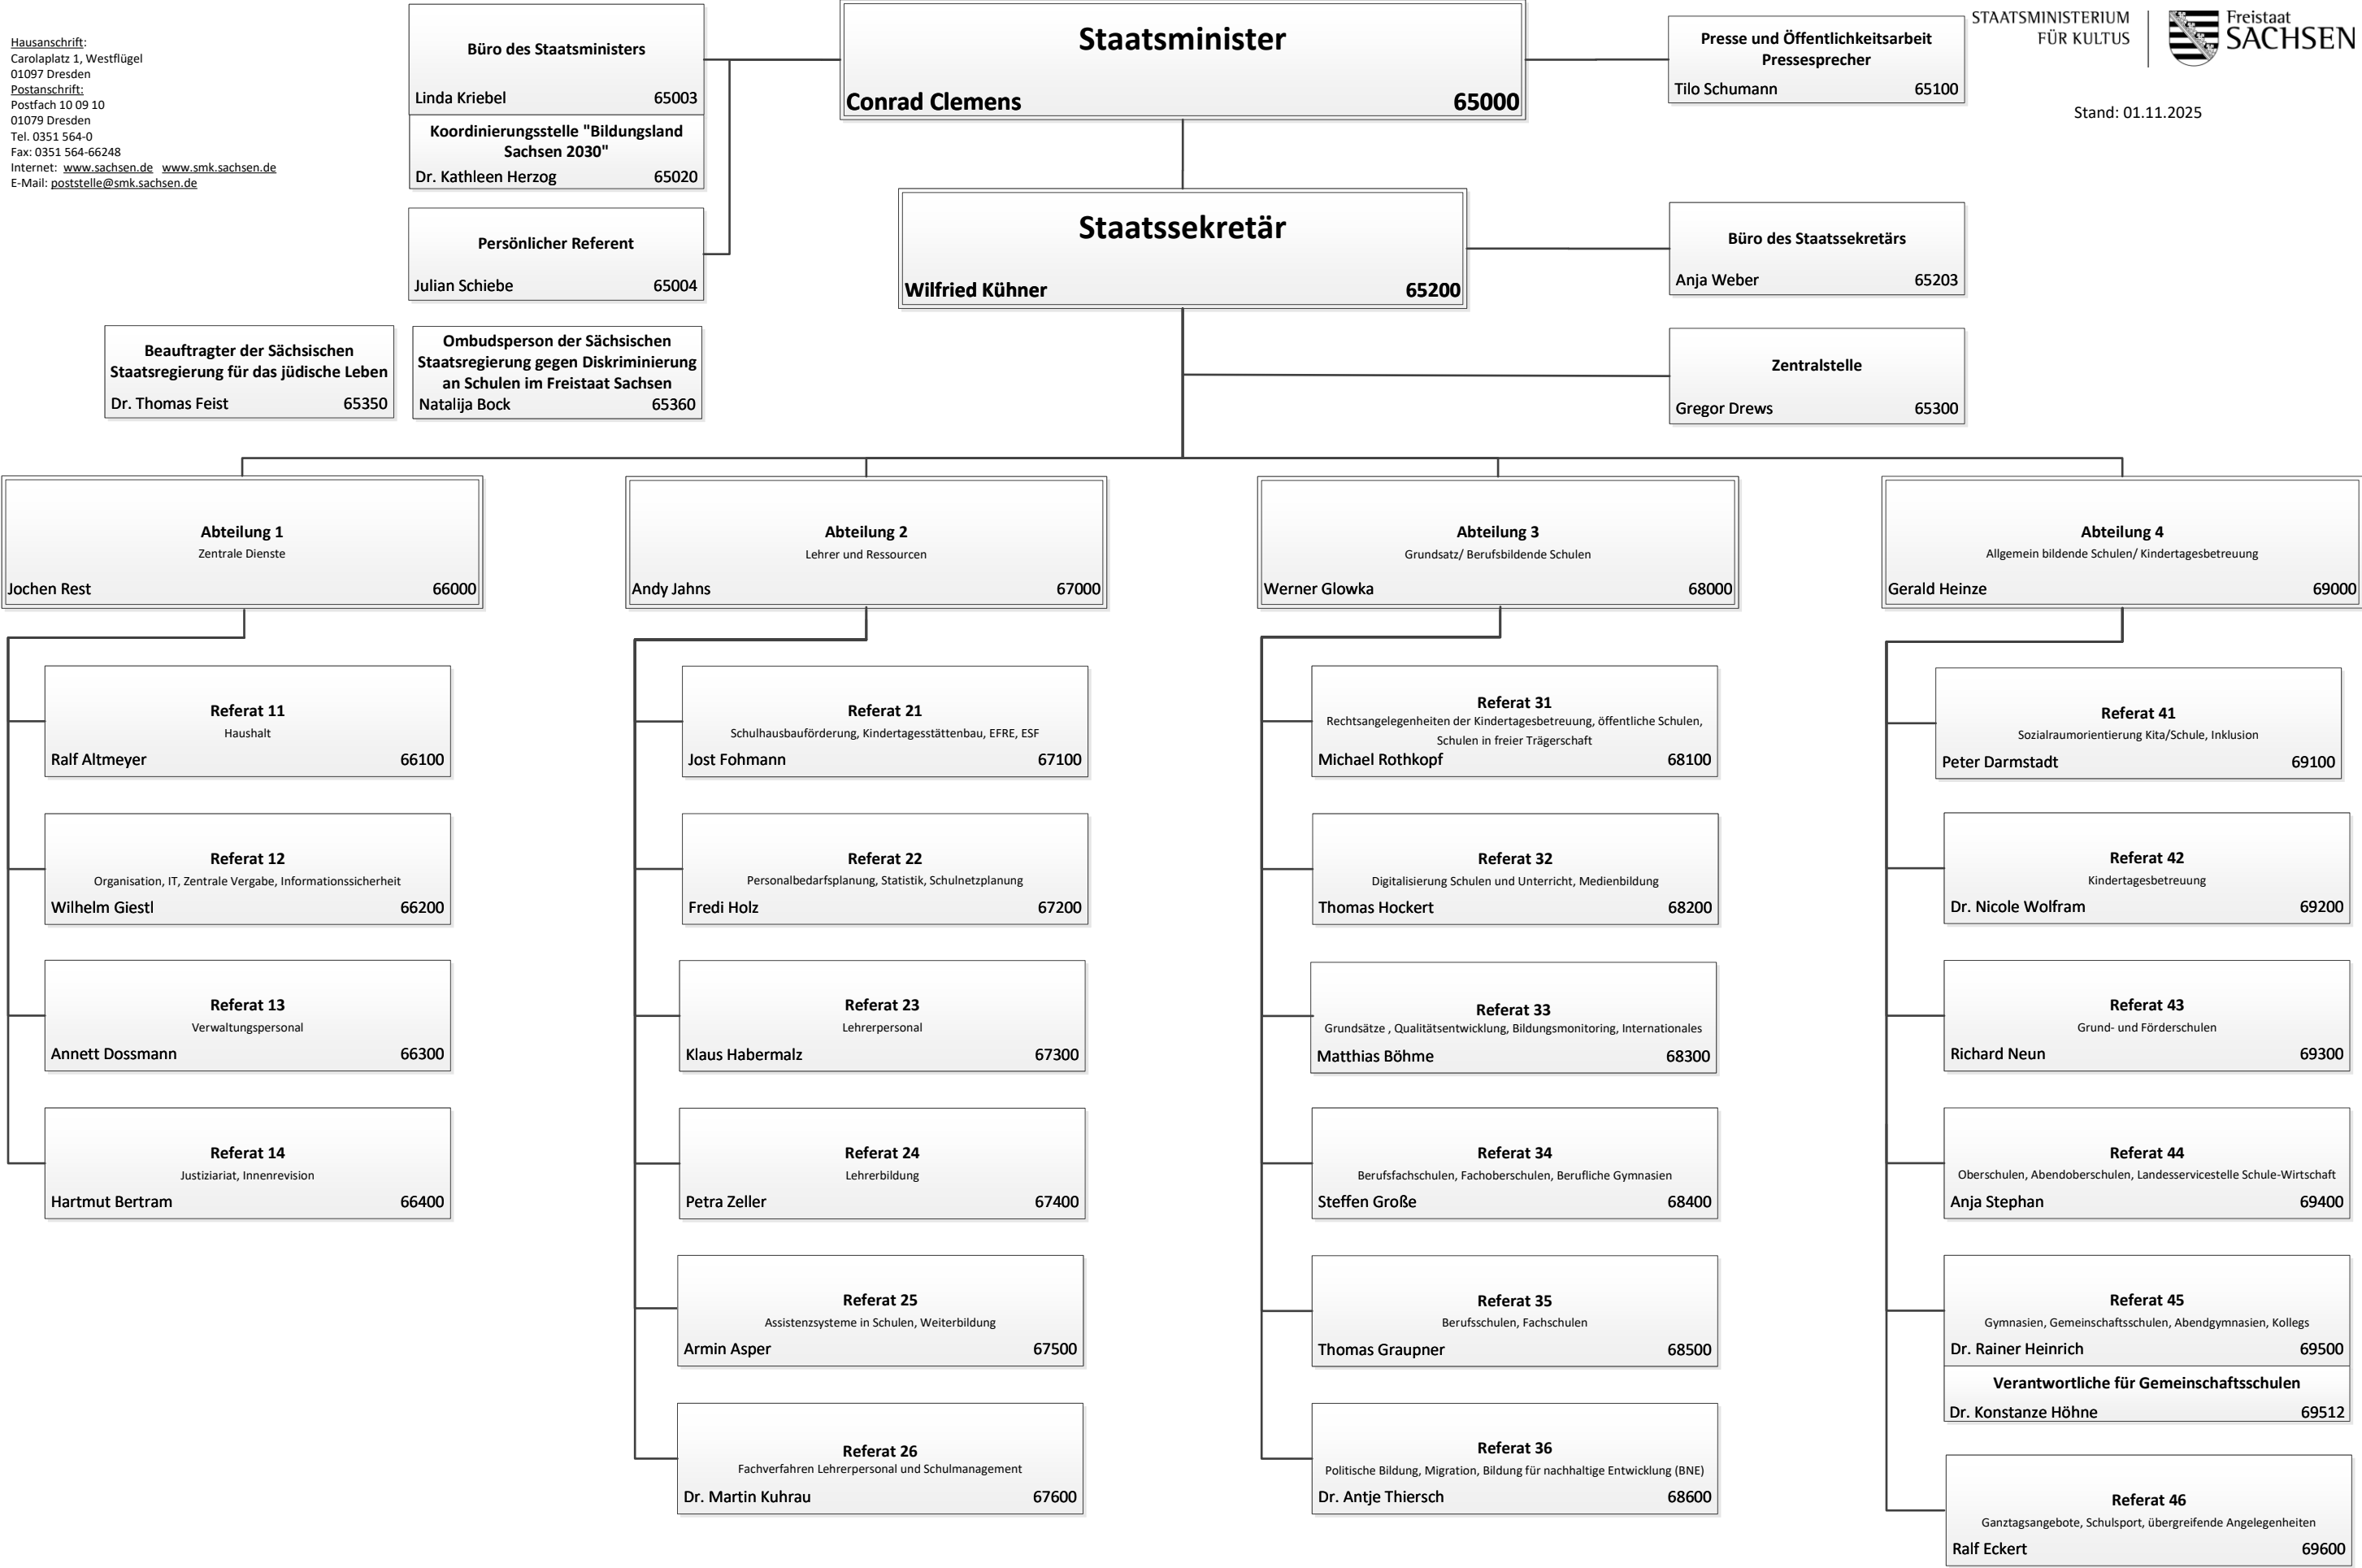 Hausanschrift:
Carolaplatz 1, Westflügel
01097 Dresden
Postanschrift:
Postfach 10 09 10
01079 Dresden
Tel. 0351 564-0
Fax: 0351 564-66248
Internet: www.sachsen.de www.smk.sachsen.de
E-Mail: poststelle@smk.sachsen.de
Büro des Staatsministers
Linda Kriebel 65003
Koordinierungsstelle "Bildungsland
Sachsen 2030"
Dr. Kathleen Herzog 65020
Persönlicher Referent
Julian Schiebe 65004
Staatsminister
Conrad Clemens 65000
Presse und Öffentlichkeitsarbeit
Pressesprecher
Tilo Schumann 65100
STAATSMINISTERIUM
FÜR KULTUS
Freistaat
SACHSEN
Stand: 01.11.2025
Staatssekretär
Wilfried Kühner 65200
Büro des Staatssekretärs
Anja Weber 65203
Beauftragter der Sächsischen
Staatsregierung für das jüdische Leben
Dr. Thomas Feist 65350
Ombudsperson der Sächsischen
Staatsregierung gegen Diskriminierung
an Schulen im Freistaat Sachsen
Natalija Bock 65360
Zentralstelle
Gregor Drews 65300
Abteilung 1
Zentrale Dienste
Jochen Rest 66000
Referat 11
Haushalt
Ralf Altmeyer 66100
Referat 12
Organisation, IT, Zentrale Vergabe, Informationssicherheit
Wilhelm Giestl 66200
Referat 13
Verwaltungspersonal
Annett Dossmann 66300
Referat 14
Justiziariat, Innenrevision
Hartmut Bertram 66400
Abteilung 2
Lehrer und Ressourcen
Andy Jahns 67000
Referat 21
Schulhausbauförderung, Kindertagesstättenbau, EFRE, ESF
Jost Fohmann 67100
Referat 22
Personalbedarfsplanung, Statistik, Schulnetzplanung
Fredi Holz 67200
Referat 23
Lehrerpersonal
Klaus Habermalz 67300
Referat 24
Lehrerbildung
Petra Zeller 67400
Referat 25
Assistenzsysteme in Schulen, Weiterbildung
Armin Asper 67500
Referat 26
Fachverfahren Lehrerpersonal und Schulmanagement
Dr. Martin Kuhrau 67600
Abteilung 3
Grundsatz/ Berufsbildende Schulen
Werner Glowka 68000
Referat 31
Rechtsangelegenheiten der Kindertagesbetreuung, öffentliche Schulen,
Schulen in freier Trägerschaft
Michael Rothkopf 68100
Referat 32
Digitalisierung Schulen und Unterricht, Medienbildung
Thomas Hockert 68200
Referat 33
Grundsätze , Qualitätsentwicklung, Bildungsmonitoring, Internationales
Matthias Böhme 68300
Referat 34
Berufsfachschulen, Fachoberschulen, Berufliche Gymnasien
Steffen Große 68400
Referat 35
Berufsschulen, Fachschulen
Thomas Graupner 68500
Referat 36
Politische Bildung, Migration, Bildung für nachhaltige Entwicklung (BNE)
Dr. Antje Thiersch 68600
Abteilung 4
Allgemein bildende Schulen/ Kindertagesbetreuung
Gerald Heinze 69000
Referat 41
Sozialraumorientierung Kita/Schule, Inklusion
Peter Darmstadt 69100
Referat 42
Kindertagesbetreuung
Dr. Nicole Wolfram 69200
Referat 43
Grund- und Förderschulen
Richard Neun 69300
Referat 44
Oberschulen, Abendoberschulen, Landesservicestelle Schule-Wirtschaft
Anja Stephan 69400
Referat 45
Gymnasien, Gemeinschaftsschulen, Abendgymnasien, Kollegs
Dr. Rainer Heinrich 69500
Verantwortliche für Gemeinschaftsschulen
Dr. Konstanze Höhne 69512
Referat 46
Ganztagsangebote, Schulsport, übergreifende Angelegenheiten
Ralf Eckert 69600